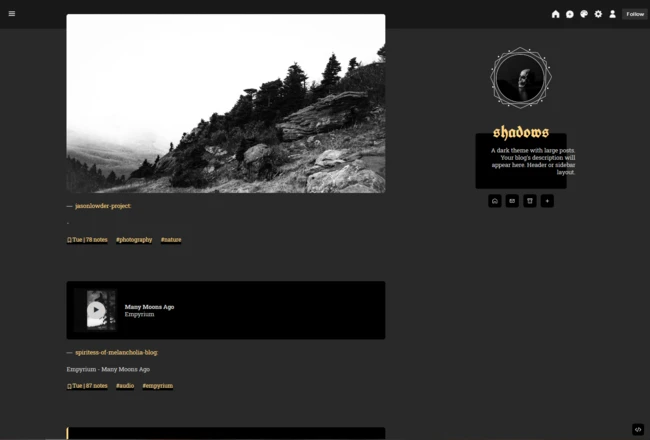 Follow
shadows
A dark theme with large posts.
Your blog's description will
appear here. Header or sidebar
layout.
— jasonlowder-project:
.
Tue | 78 notes #photography #nature
Many Moons Ago
Empyrium
— spiritess-of-melancholia-blog:
Empyrium - Many Moons Ago
Tue | 87 notes #audio #empyrium